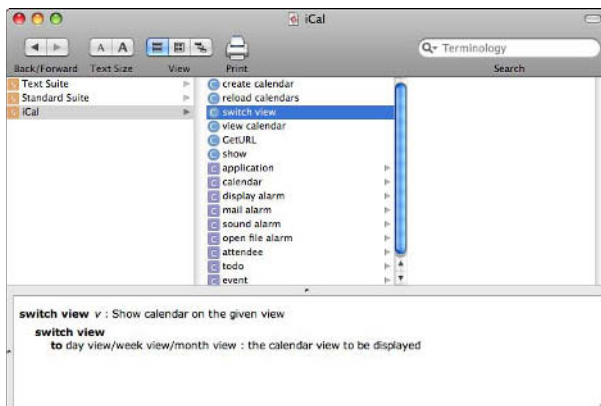 iCal
A A
Q Terminology
Back/Forward Text Size View Print Search
Text Suite
Standard Suite
iCal
C create calendar
C reload calendars
C switch view
C view calendar
C GetURL
C show
C application
C calendar
C display alarm
C mail alarm
C sound alarm
C open file alarm
C attendee
C todo
C event
switch view v : Show calendar on the given view
switch view
to day view/week view/month view : the calendar view to be displayed